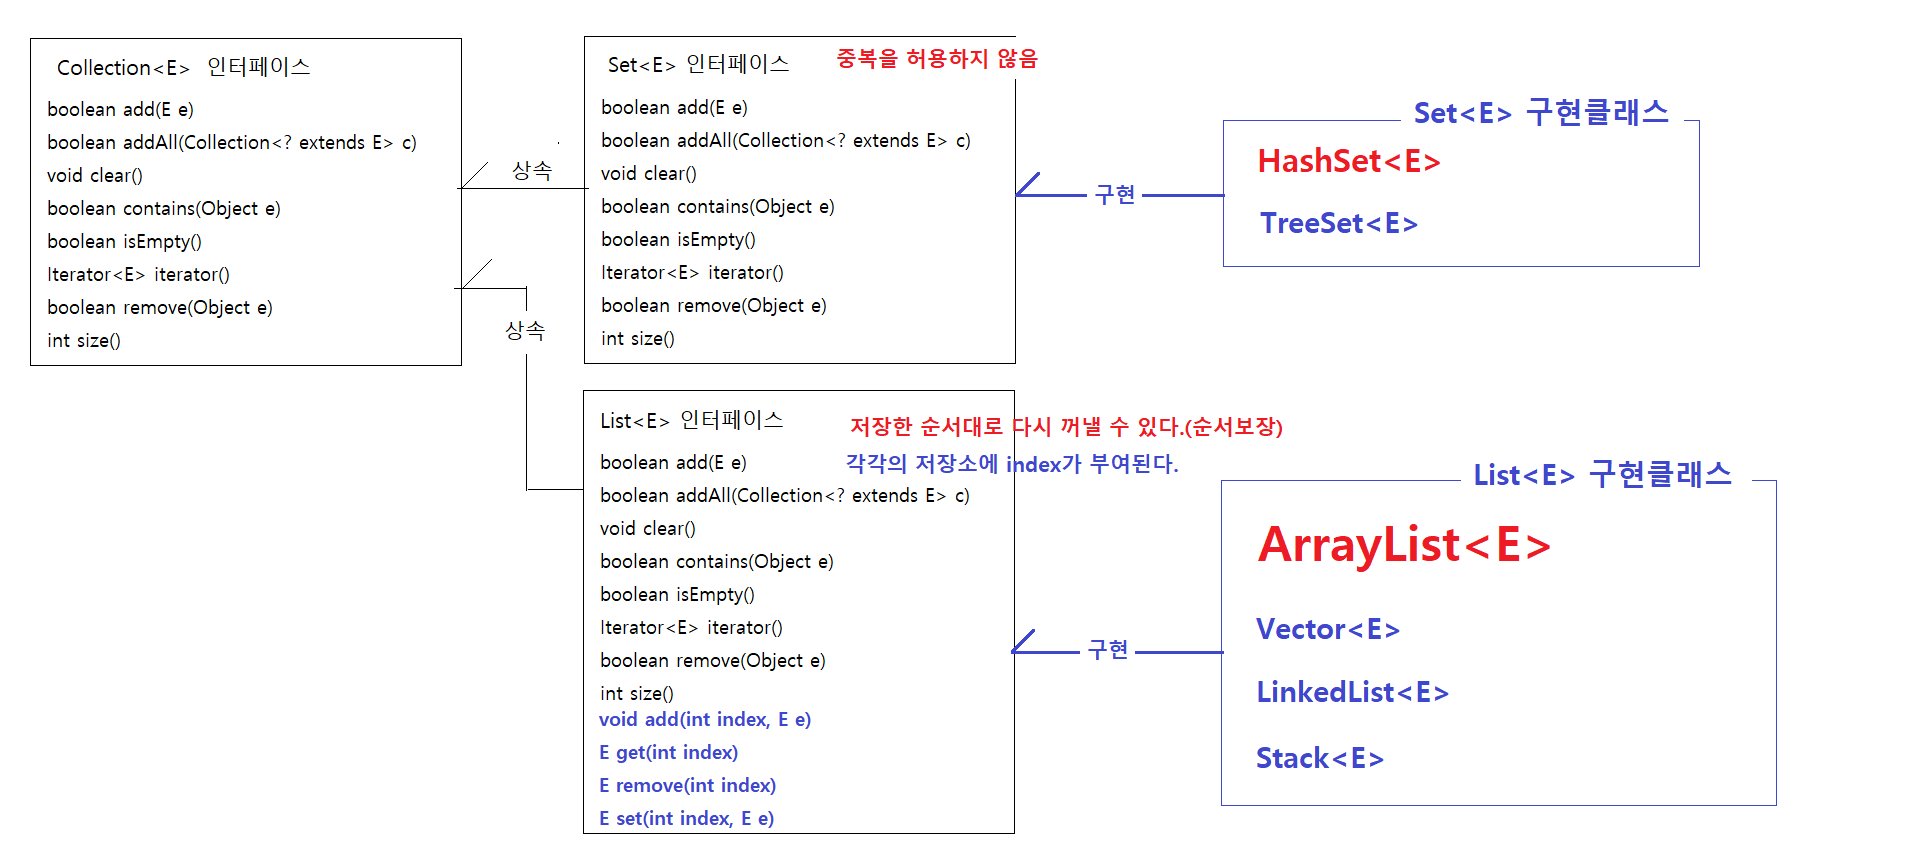 Collection<E> 인터페이스
boolean add(E e)
boolean addAll(Collection<? extends E> c)
void clear()
boolean contains(Object e)
boolean isEmpty()
Iterator<E> iterator()
boolean remove(Object e)
int size()
상속
상속
Set<E> 인터페이스
중복을 허용하지 않음
boolean add(E e)
boolean addAll(Collection<? extends E> c)
void clear()
boolean contains(Object e)
boolean isEmpty()
Iterator<E> iterator()
boolean remove(Object e)
int size()
구현
Set<E> 구현클래스
HashSet<E>
TreeSet<E>
List<E> 인터페이스
저장한 순서대로 다시 꺼낼 수 있다.(순서보장)
각각의 저장소에 index가 부여된다.
boolean add(E e)
boolean addAll(Collection<? extends E> c)
void clear()
boolean contains(Object e)
boolean isEmpty()
Iterator<E> iterator()
boolean remove(Object e)
int size()
void add(int index, E e)
E get(int index)
E remove(int index)
E set(int index, E e)
구현
List<E> 구현클래스
ArrayList<E>
Vector<E>
LinkedList<E>
Stack<E>